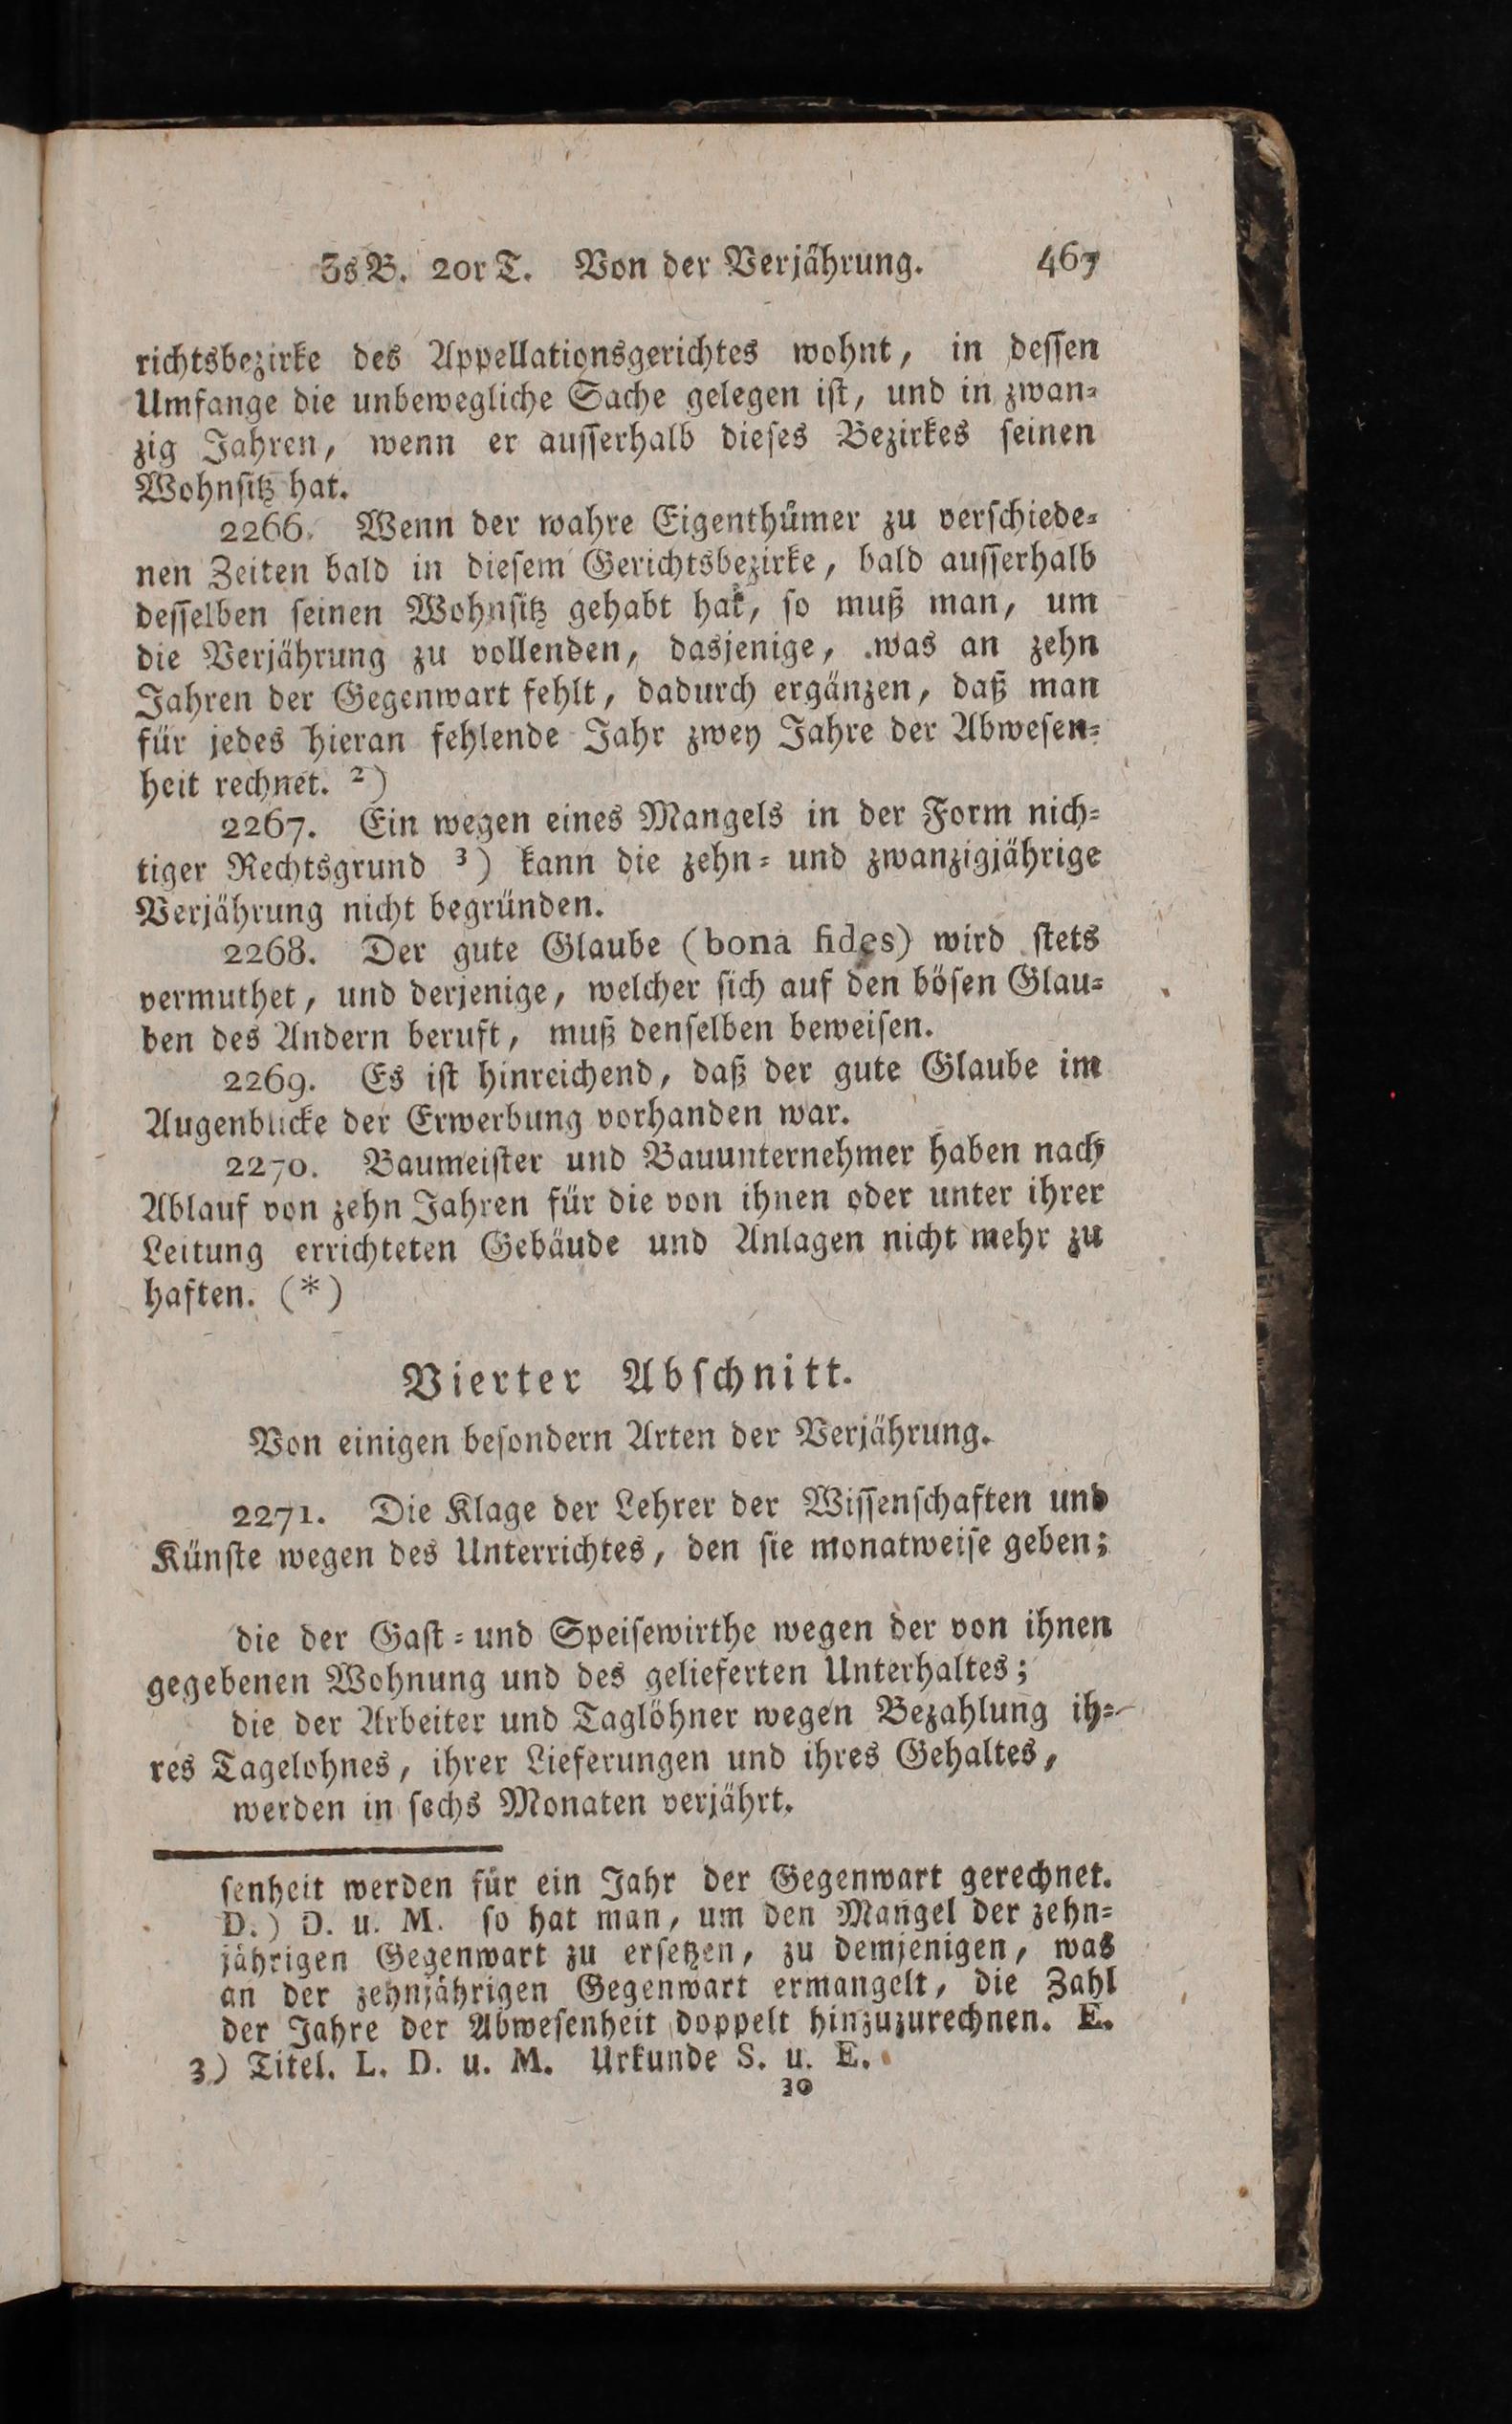 3s B. 20r T. Von der Verjährung. 467
richtsbezirke des Appellationsgerichtes wohnt, in dessen
Umfange die unbewegliche Sache gelegen ist, und in zwan-
zig Jahren, wenn er ausserhalb dieses Bezirkes seinen
Wohnsitz hat.
2266. Wenn der wahre Eigenthümer zu verschiede-
nen Zeiten bald in diesem Gerichtsbezirke, bald ausserhalb
desselben seinen Wohnsitz gehabt hat, so muß man, um
die Verjährung zu vollenden, dasjenige, was an zehn
Jahren der Gegenwart fehlt, dadurch ergänzen, daß man
für jedes hieran fehlende Jahr zwey Jahre der Abwesen-
heit rechnet. 2)
2267. Ein wegen eines Mangels in der Form nich-
tiger Rechtsgrund 3) kann die zehn- und zwanzigjährige
Verjährung nicht begründen.
2268. Der gute Glaube (bona fides) wird stets
vermuthet, und derjenige, welcher sich auf den bösen Glau-
ben des Andern beruft, muß denselben beweisen.
2269. Es ist hinreichend, daß der gute Glaube im
Augenblicke der Erwerbung vorhanden war.
2270. Baumeister und Bauunternehmer haben nach
Ablauf von zehn Jahren für die von ihnen oder unter ihrer
Leitung errichteten Gebäude und Anlagen nicht mehr zu
haften. (*)
Vierter Abschnitt.
Von einigen besondern Arten der Verjährung.
2271. Die Klage der Lehrer der Wissenschaften und
Künste wegen des Unterrichtes, den sie monatweise geben;
die der Gast- und Speisewirthe wegen der von ihnen
gegebenen Wohnung und des gelieferten Unterhaltes;
die der Arbeiter und Taglöhner wegen Bezahlung ih-
res Tagelohnes, ihrer Lieferungen und ihres Gehaltes,
werden in sechs Monaten verjährt.
senheit werden für ein Jahr der Gegenwart gerechnet.
D.) D. u. M. so hat man, um den Mangel der zehn-
jährigen Gegenwart zu ersetzen, zu demjenigen, was
an der zehnjährigen Gegenwart ermangelt, die Zahl
der Jahre der Abwesenheit doppelt hinzuzurechnen. E.
3) Titel. L. D. u. M. Urkunde S. u. E.
30